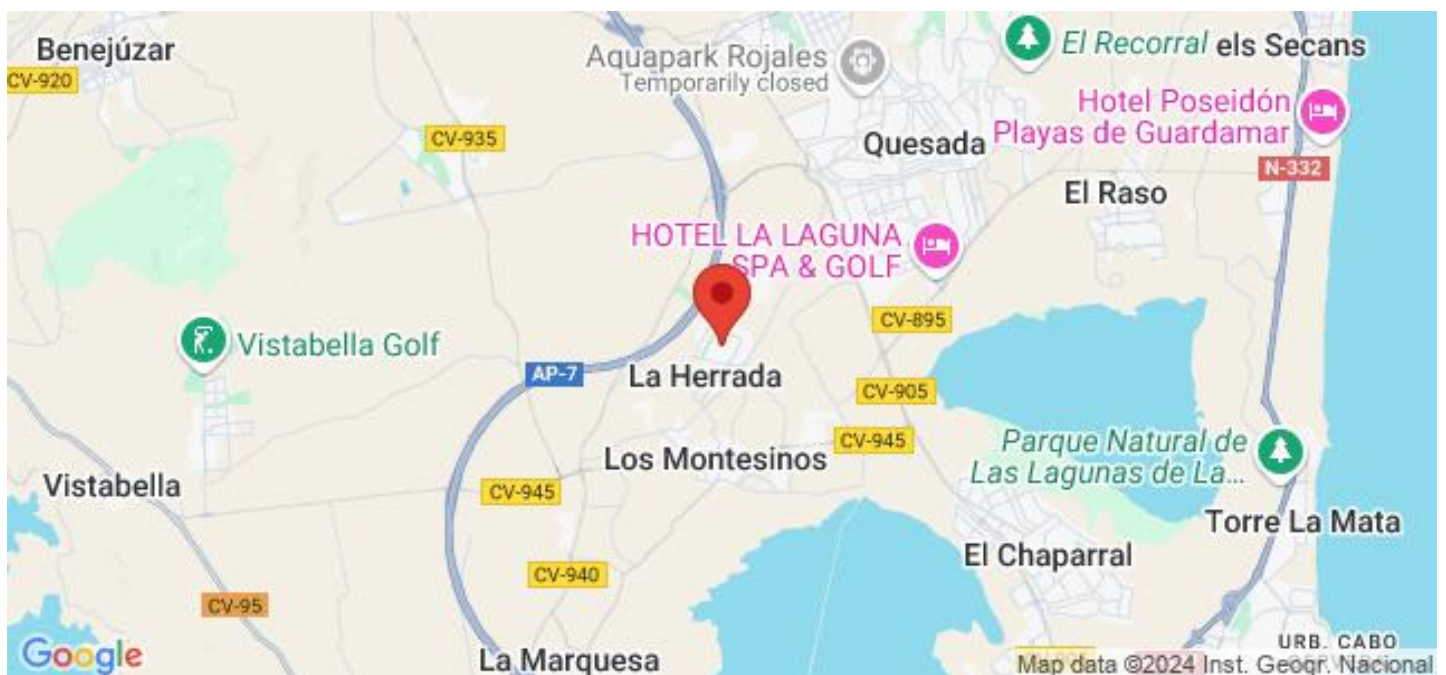 Benejúzar
CV-920
Aquapark Rojales
Temporarily closed
El Recorral
els Secans
Hotel Poseidón
Playas de Guardamar
CV-935
Quesada
N-332
El Raso
HOTEL LA LAGUNA
SPA & GOLF
CV-895
Vistabella Golf
AP-7
La Herrada
CV-905
CV-945
Parque Natural de
Las Lagunas de La...
Los Montesinos
Vistabella
CV-945
Torre La Mata
El Chaparral
CV-940
CV-95
URB. CABO
Google
La Marquesa
Map data ©2024 Inst. Geogr. Nacional